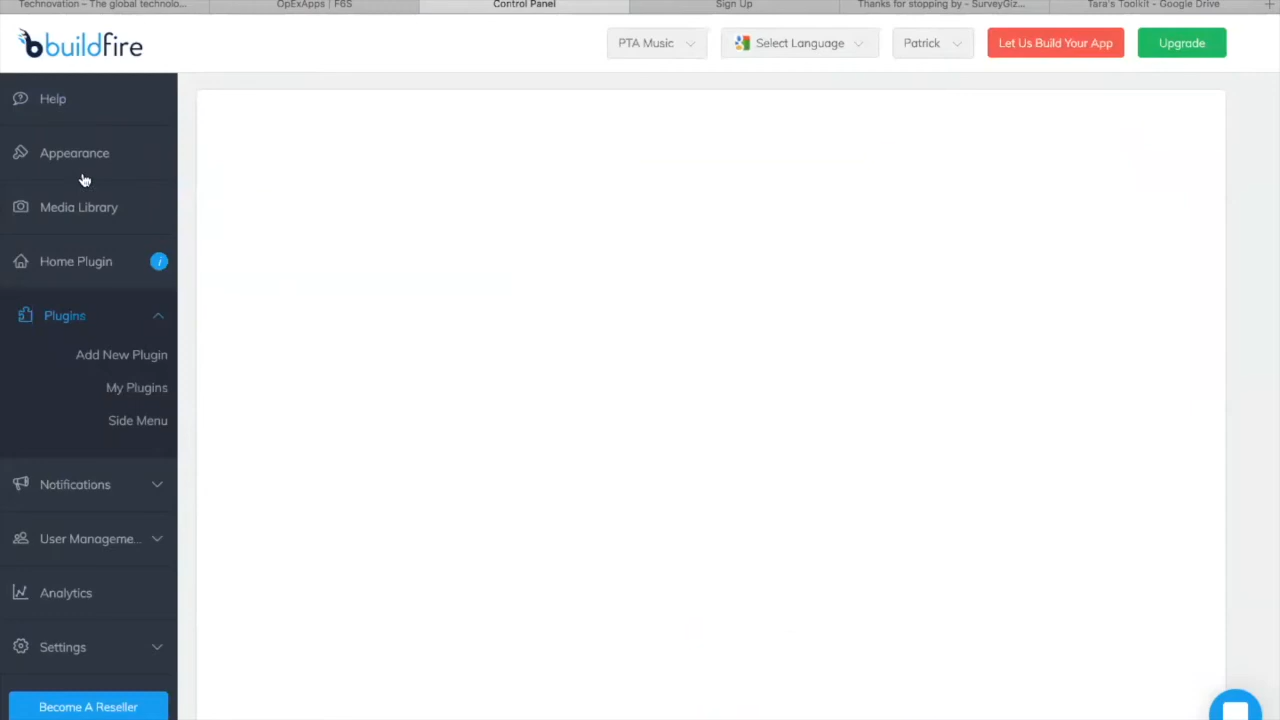 Technovation – The global technolo...
OpExApps | F6S
Control Panel
Sign Up
Thanks for stopping by - SurveyGiz...
Tara's Toolkit - Google Drive
buildfire
PTA Music
Select Language
Patrick
Let Us Build Your App
Upgrade
Help
Appearance
Media Library
Home Plugin
i
Plugins
Add New Plugin
My Plugins
Side Menu
Notifications
User Manageme...
Analytics
Settings
Become A Reseller